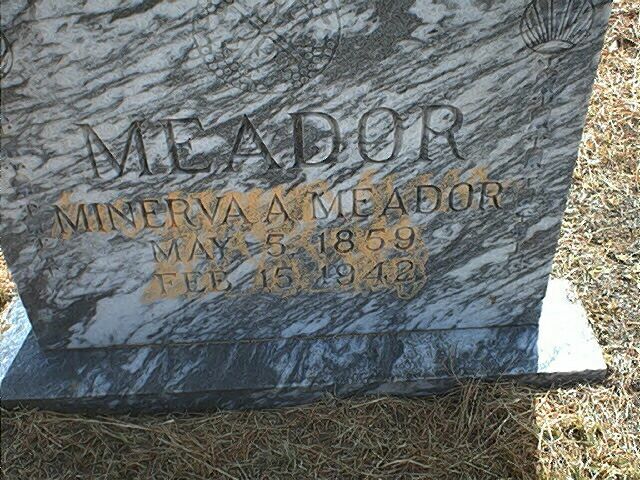 MEADOR
MINERVA A. MEADOR
MAY 5, 1859
FEB. 15, 1942